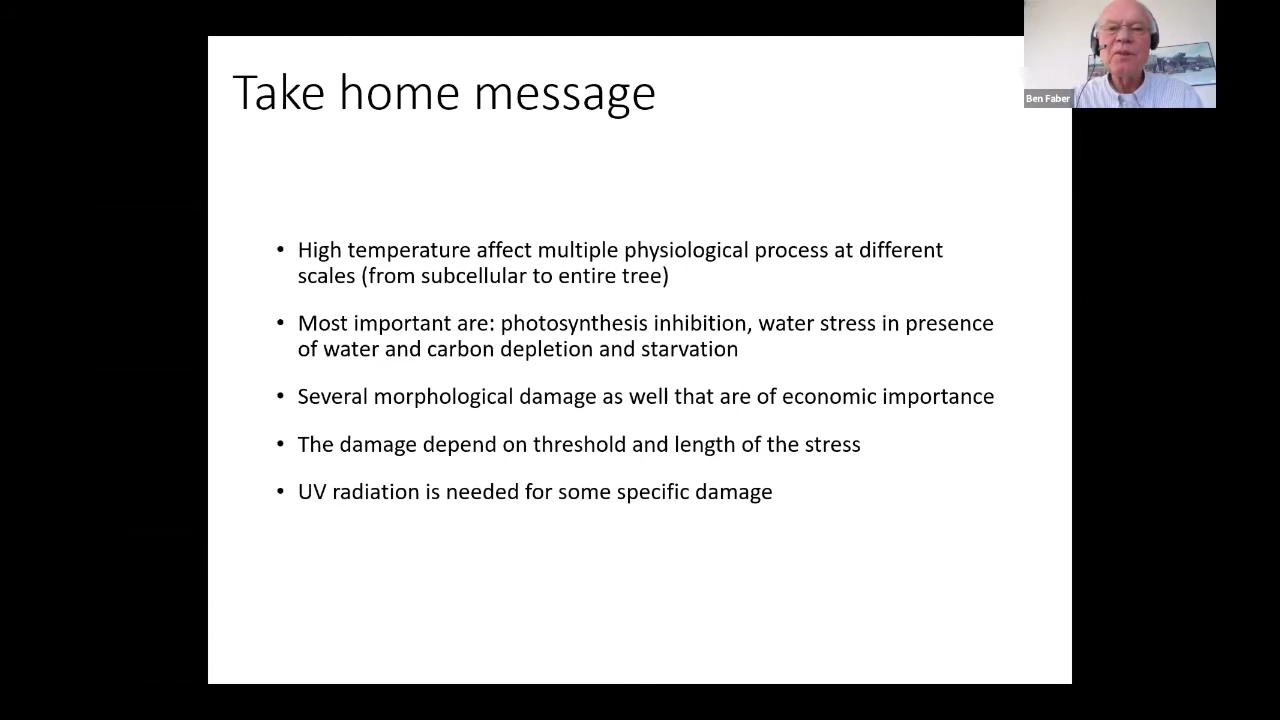 Take home message
Ben Faber
• High temperature affect multiple physiological process at different
scales (from subcellular to entire tree)
• Most important are: photosynthesis inhibition, water stress in presence
of water and carbon depletion and starvation
• Several morphological damage as well that are of economic importance
• The damage depend on threshold and length of the stress
• UV radiation is needed for some specific damage